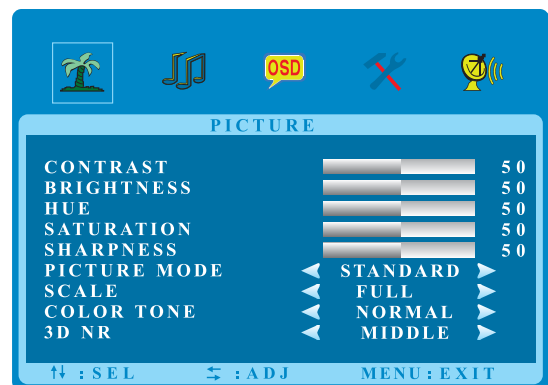 OSD
PICTURE
CONTRAST 50
BRIGHTNESS 50
HUE 50
SATURATION 50
SHARPNESS 50
PICTURE MODE STANDARD
SCALE FULL
COLOR TONE NORMAL
3D NR MIDDLE
↑↓ : SEL ⇆ : ADJ MENU : EXIT